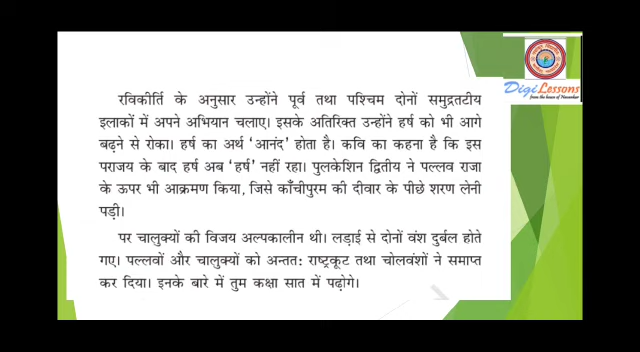 रविकीर्ति के अनुसार उन्होंने पूर्व तथा पश्चिम दोनों समुद्रतटीय
इलाकों में अपने अभियान चलाए। इसके अतिरिक्त उन्होंने हर्ष को भी आगे
बढ़ने से रोका। हर्ष का अर्थ ‘आनंद’ होता है। कवि का कहना है कि इस
पराजय के बाद हर्ष अब ‘हर्ष’ नहीं रहा। पुलकेशिन द्वितीय ने पल्लव राजा
के ऊपर भी आक्रमण किया, जिसे काँचीपुरम की दीवार के पीछे शरण लेनी
पड़ी।
पर चालुक्यों की विजय अल्पकालीन थी। लड़ाई से दोनों वंश दुर्बल होते
गए। पल्लवों और चालुक्यों को अन्तत: राष्ट्रकूट तथा चोलवंशों ने समाप्त
कर दिया। इनके बारे में तुम कक्षा सात में पढ़ोगे।
Digi Lessons